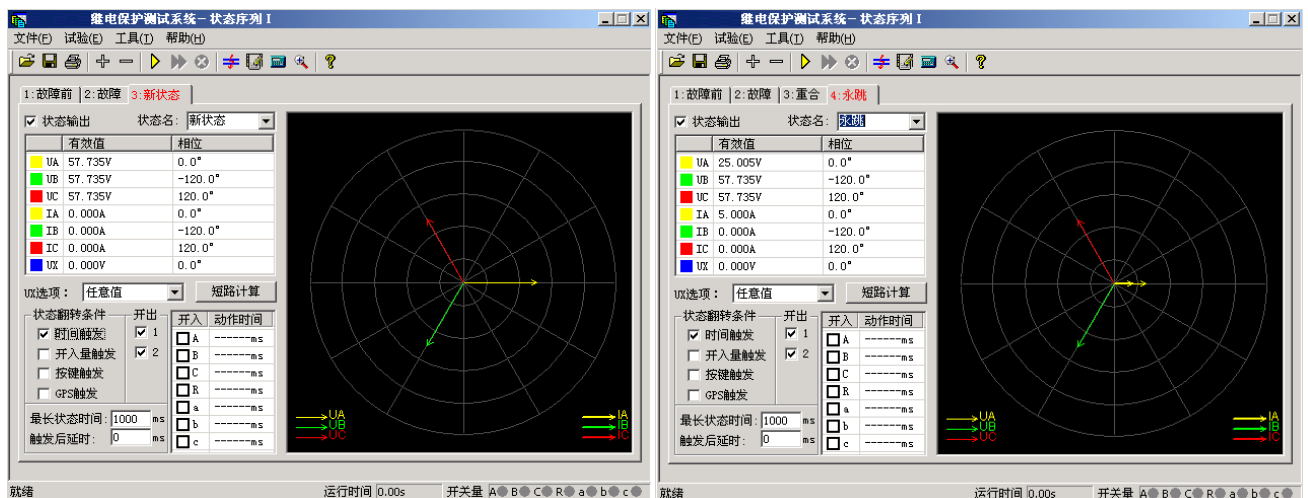 继电保护测试系统－状态序列 I
文件(F) 试验(E) 工具(T) 帮助(H)
1:故障前 2:故障 3:新状态
状态输出 状态名: 新状态
有效值 相位
UA 57.735V 0.0°
UB 57.735V -120.0°
UC 57.735V 120.0°
IA 0.000A 0.0°
IB 0.000A -120.0°
IC 0.000A 120.0°
UX 0.000V 0.0°
UX选项: 任意值 短路计算
状态翻转条件 开出 开入 动作时间
时间触发 1 A ------ms
开入量触发 2 B ------ms
按键触发 C ------ms
GPS触发 R ------ms
a ------ms
最长状态时间: 1000 ms b ------ms
触发后延时: 0 ms c ------ms
UA IA
UB IB
UC IC
就绪 运行时间 0.00s 开关量 A B C R a b c
继电保护测试系统－状态序列 I
文件(F) 试验(E) 工具(T) 帮助(H)
1:故障前 2:故障 3:重合 4:永跳
状态输出 状态名: 永跳
有效值 相位
UA 25.005V 0.0°
UB 57.735V -120.0°
UC 57.735V 120.0°
IA 5.000A 0.0°
IB 0.000A -120.0°
IC 0.000A 120.0°
UX 0.000V 0.0°
UX选项: 任意值 短路计算
状态翻转条件 开出 开入 动作时间
时间触发 1 A ------ms
开入量触发 2 B ------ms
按键触发 C ------ms
GPS触发 R ------ms
a ------ms
最长状态时间: 1000 ms b ------ms
触发后延时: 0 ms c ------ms
UA IA
UB IB
UC IC
就绪 运行时间 0.00s 开关量 A B C R a b c